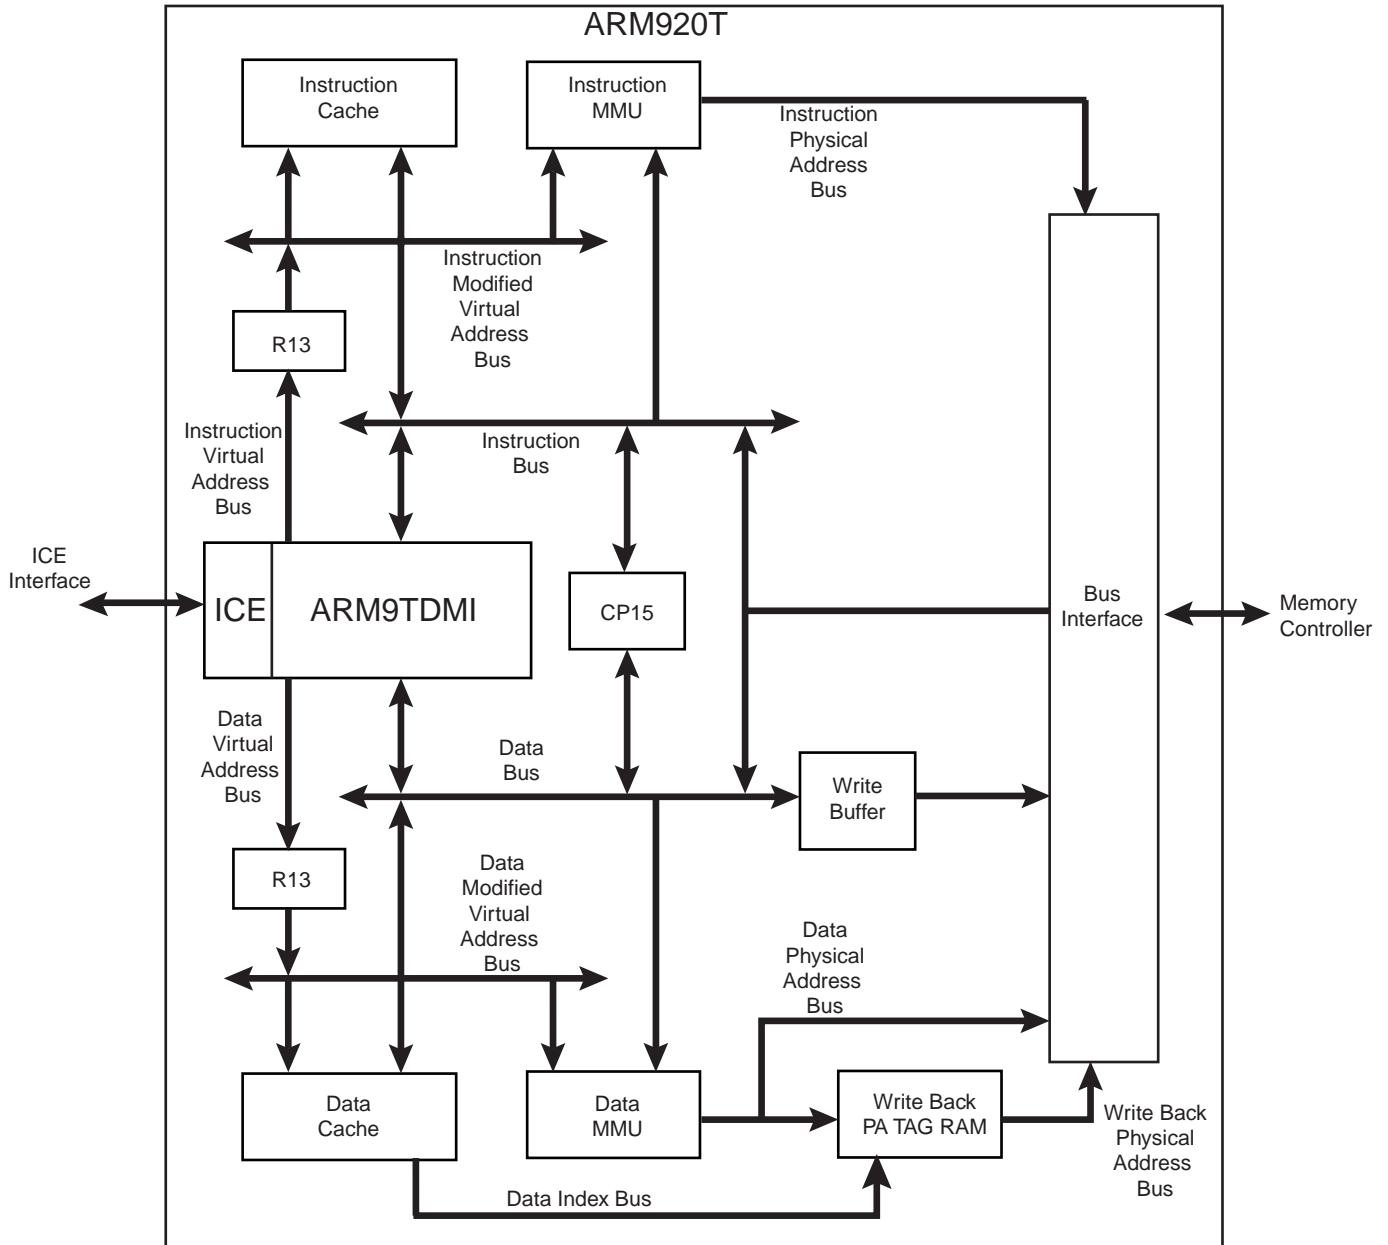 ARM920T
Instruction
Cache
Instruction
MMU
Instruction
Physical
Address
Bus
Instruction
Modified
Virtual
Address
Bus
R13
Instruction
Virtual
Address
Bus
Instruction
Bus
ICE
Interface
ICE
ARM9TDMI
CP15
Bus
Interface
Memory
Controller
Data
Virtual
Address
Bus
Data
Bus
Write
Buffer
R13
Data
Modified
Virtual
Address
Bus
Data
Physical
Address
Bus
Data
Cache
Data
MMU
Write Back
PA TAG RAM
Write Back
Physical
Address
Bus
Data Index Bus